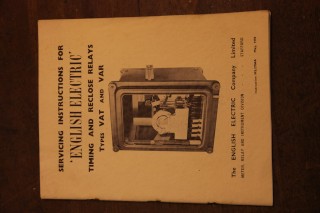 SERVICING INSTRUCTIONS FOR
'ENGLISH ELECTRIC'
TIMING AND RECLOSE RELAYS
TYPES VAT AND VAR
The ENGLISH ELECTRIC Company Limited
METER, RELAY AND INSTRUMENT DIVISION
STAFFORD